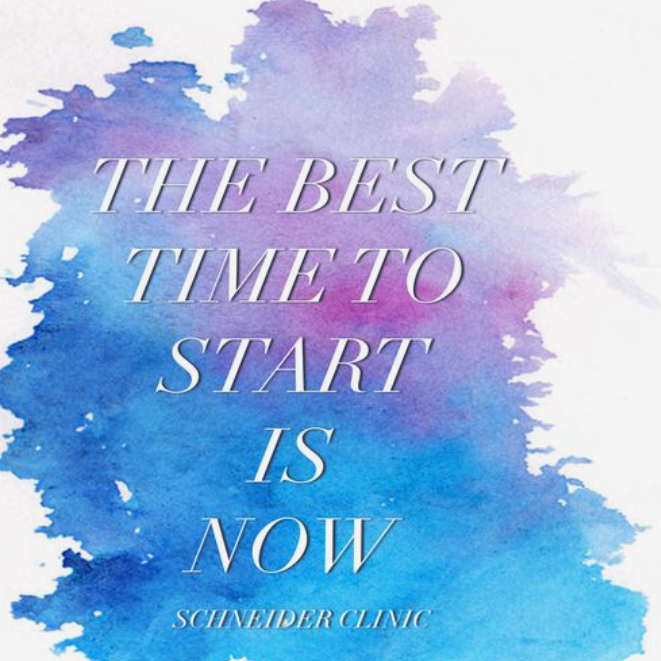 THE BEST
TIME TO
START
IS
NOW
SCHNEIDER CLINIC